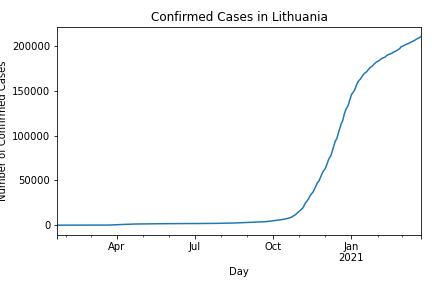 Confirmed Cases in Lithuania
Number of Confirmed Cases
200000
150000
100000
50000
0
Apr
Jul
Oct
Jan
2021
Day